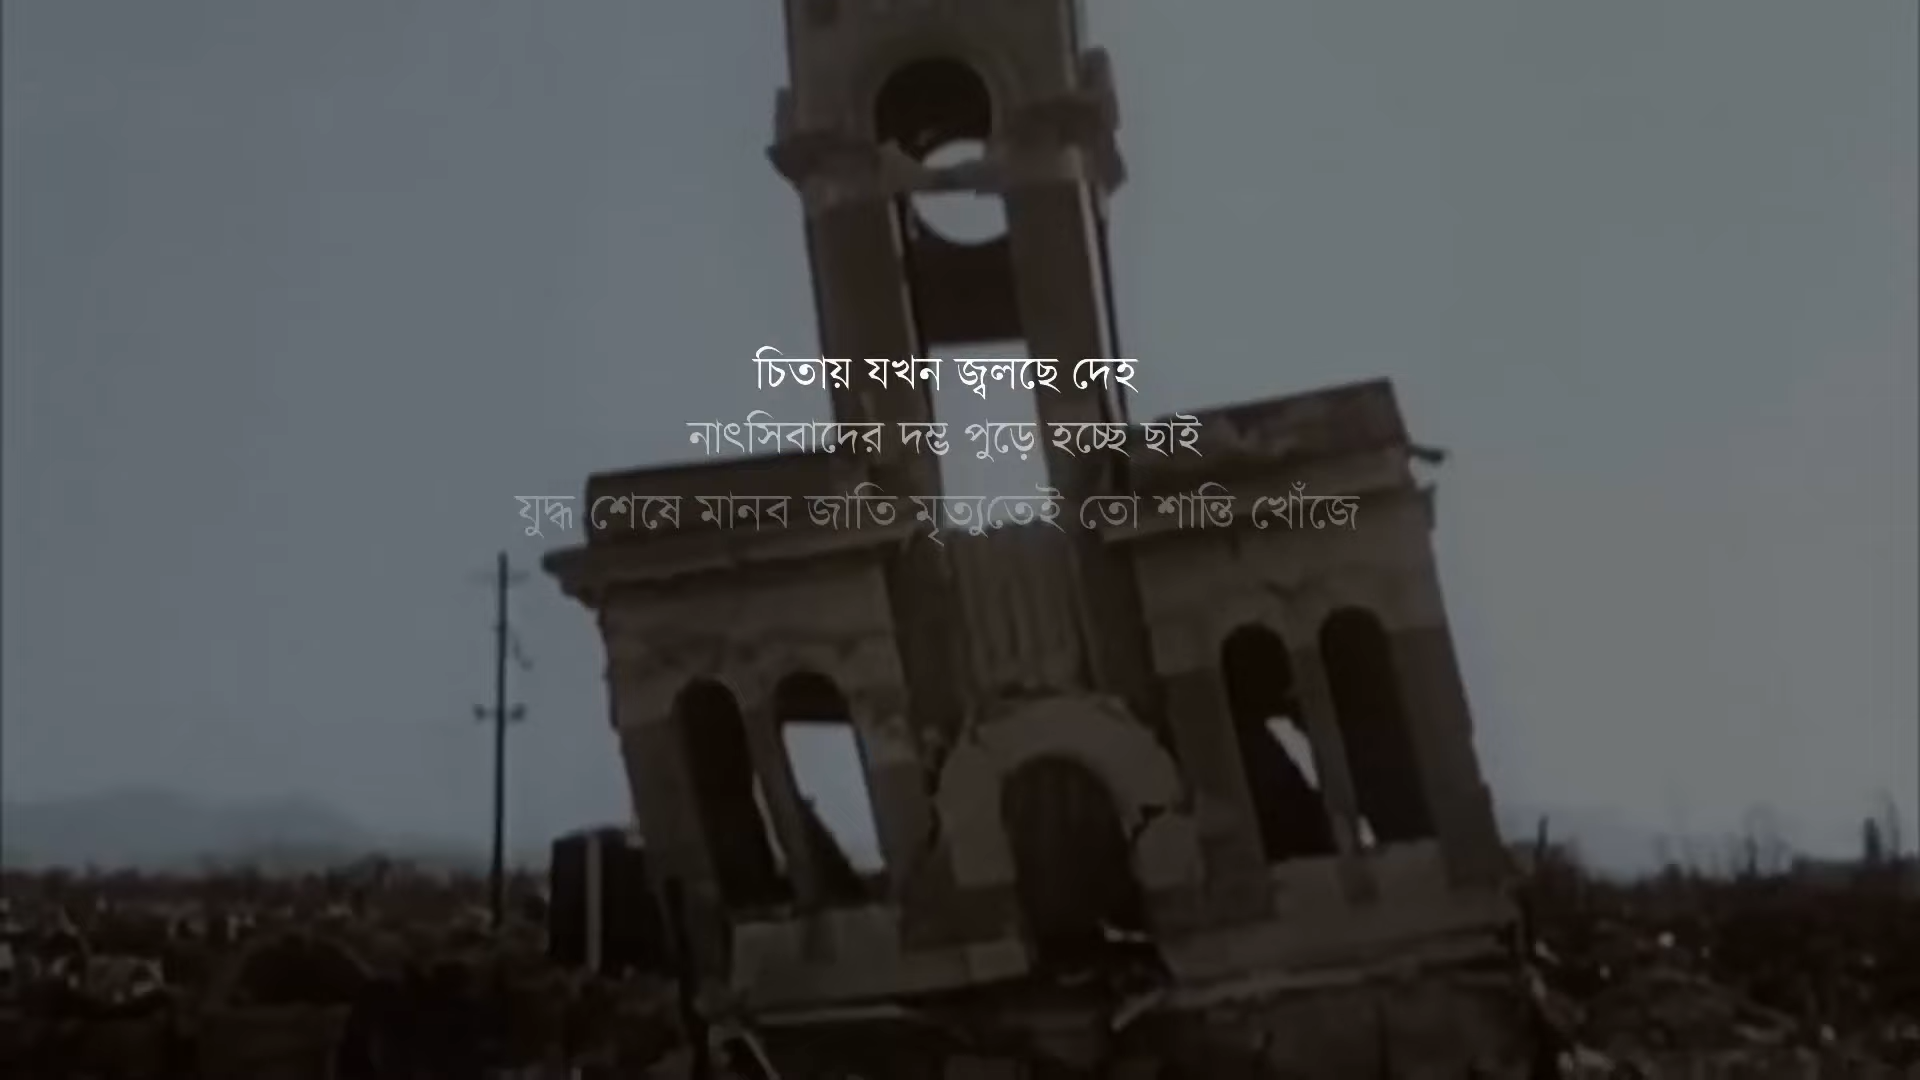 চিতায় যখন জ্বলছে দেহ
নাৎসিবাদের দম্ভ পুড়ে হচ্ছে ছাই
যুদ্ধ শেষে মানব জাতি মৃত্যুতেই তো শান্তি খোঁজে